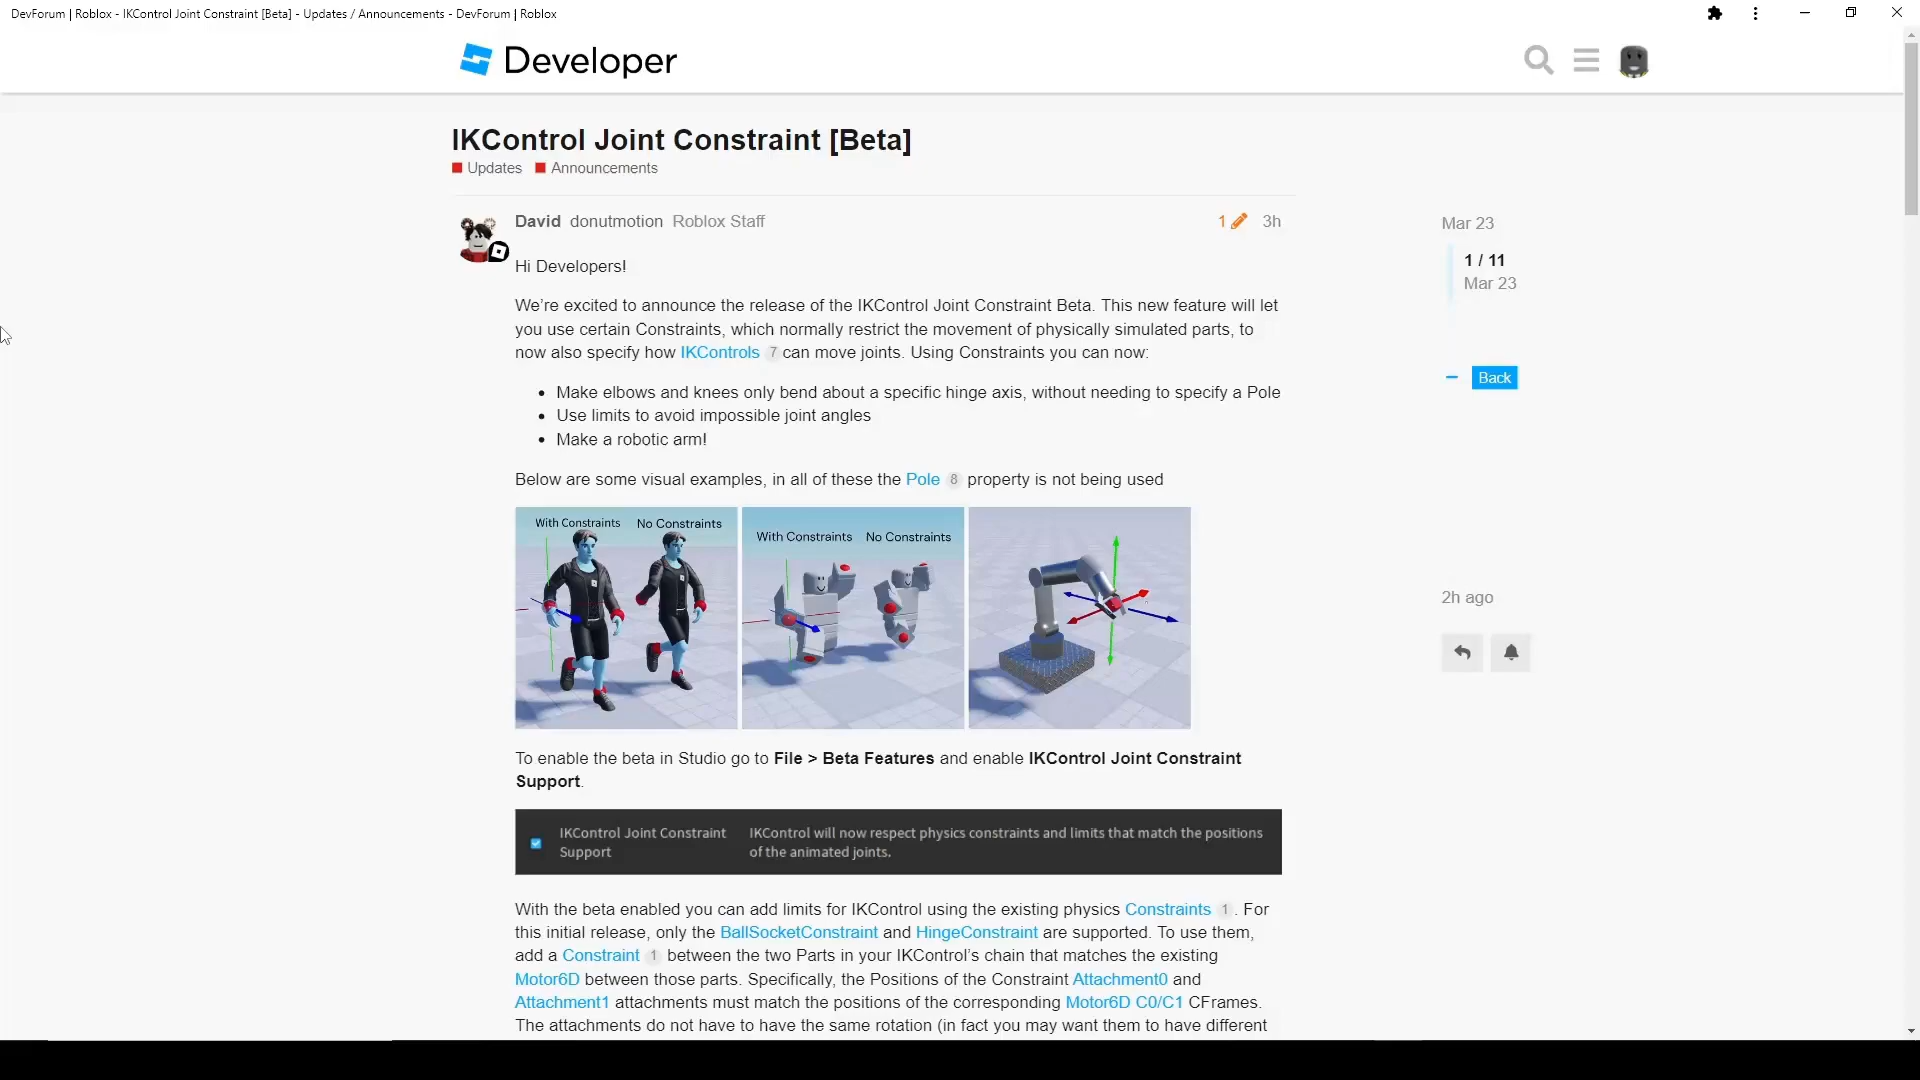 DevForum | Roblox - IKControl Joint Constraint [Beta] - Updates / Announcements - DevForum | Roblox
Developer
IKControl Joint Constraint [Beta]
Updates Announcements
David donutmotion Roblox Staff 1 3h
Hi Developers!
We're excited to announce the release of the IKControl Joint Constraint Beta. This new feature will let
you use certain Constraints, which normally restrict the movement of physically simulated parts, to
now also specify how IKControls 7 can move joints. Using Constraints you can now:
• Make elbows and knees only bend about a specific hinge axis, without needing to specify a Pole
• Use limits to avoid impossible joint angles
• Make a robotic arm!
Below are some visual examples, in all of these the Pole 8 property is not being used
With Constraints No Constraints
With Constraints No Constraints
To enable the beta in Studio go to File > Beta Features and enable IKControl Joint Constraint
Support.
IKControl Joint Constraint
Support
IKControl will now respect physics constraints and limits that match the positions
of the animated joints.
With the beta enabled you can add limits for IKControl using the existing physics Constraints 1 . For
this initial release, only the BallSocketConstraint and HingeConstraint are supported. To use them,
add a Constraint 1 between the two Parts in your IKControl's chain that matches the existing
Motor6D between those parts. Specifically, the Positions of the Constraint Attachment0 and
Attachment1 attachments must match the positions of the corresponding Motor6D C0/C1 CFrames.
The attachments do not have to have the same rotation (in fact you may want them to have different
Mar 23
1 / 11
Mar 23
Back
2h ago